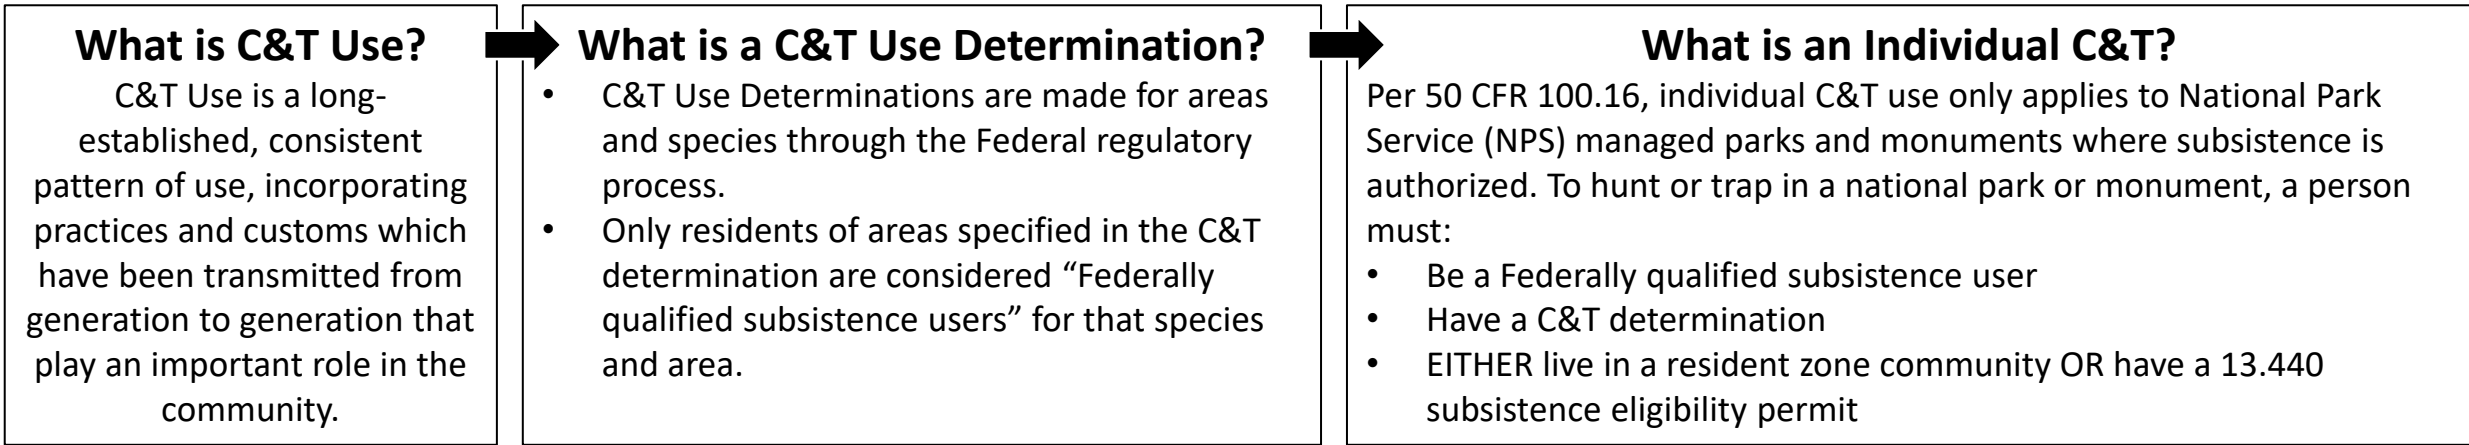 What is C&T Use?
C&T Use is a long-
established, consistent
pattern of use, incorporating
practices and customs which
have been transmitted from
generation to generation that
play an important role in the
community.
What is a C&T Use Determination?
• C&T Use Determinations are made for areas
and species through the Federal regulatory
process.
• Only residents of areas specified in the C&T
determination are considered “Federally
qualified subsistence users” for that species
and area.
What is an Individual C&T?
Per 50 CFR 100.16, individual C&T use only applies to National Park
Service (NPS) managed parks and monuments where subsistence is
authorized. To hunt or trap in a national park or monument, a person
must:
• Be a Federally qualified subsistence user
• Have a C&T determination
• EITHER live in a resident zone community OR have a 13.440
subsistence eligibility permit